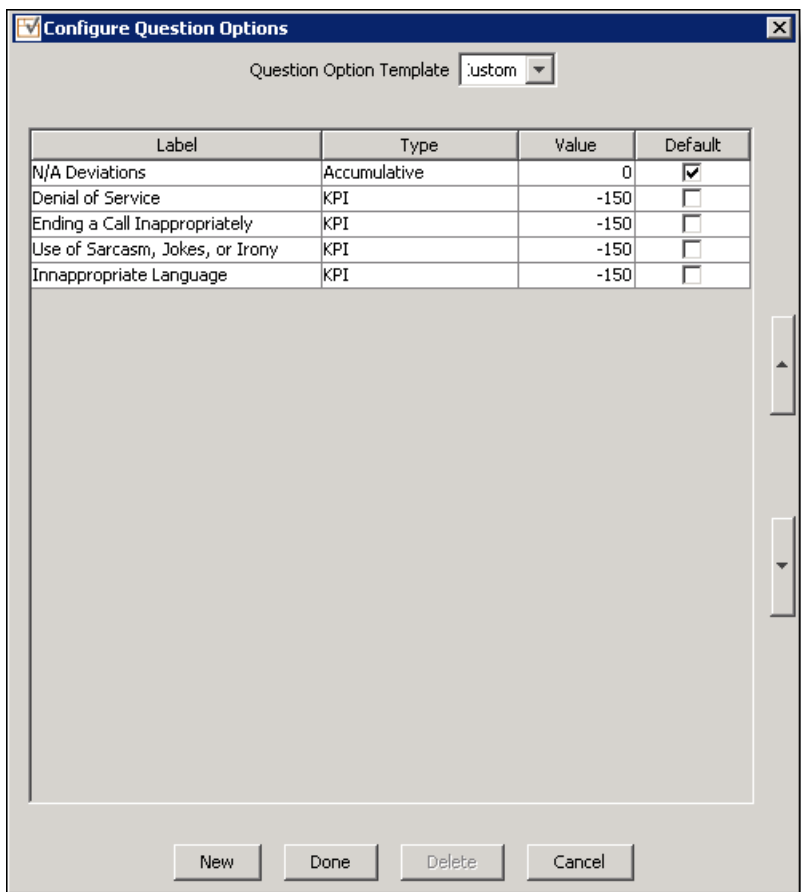 Configure Question Options
Question Option Template :ustom
Label Type Value Default
N/A Deviations Accumulative 0
Denial of Service KPI -150
Ending a Call Inappropriately KPI -150
Use of Sarcasm, Jokes, or Irony KPI -150
Innappropriate Language KPI -150
New Done Delete Cancel